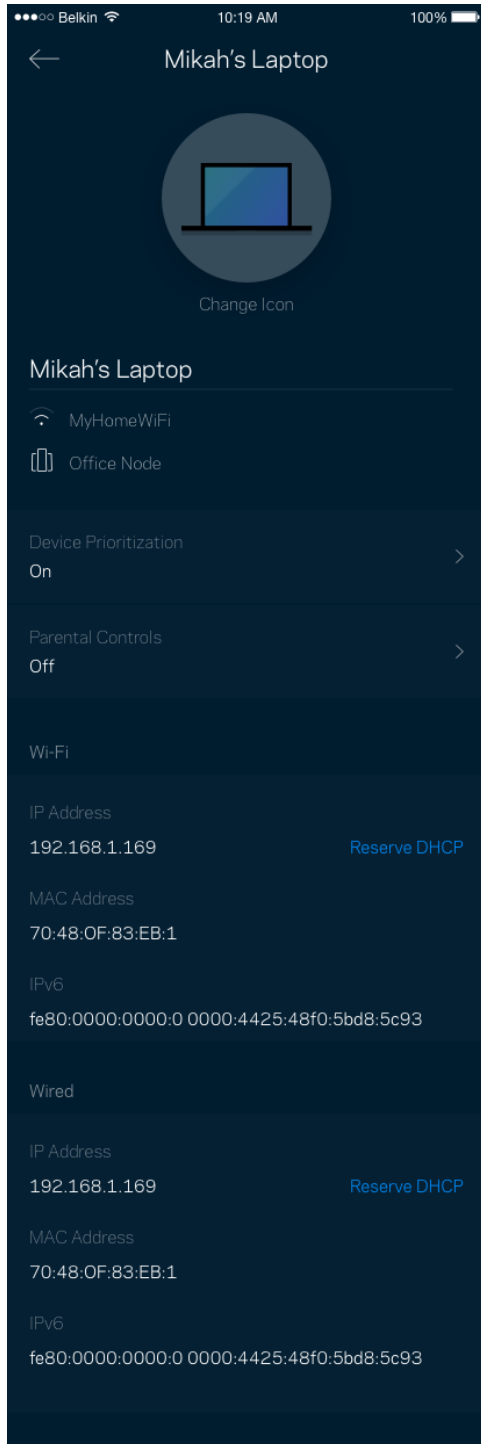 Belkin 10:19 AM 100%
Mikah's Laptop
Change Icon
Mikah's Laptop
MyHomeWiFi
Office Node
Device Prioritization
On
Parental Controls
Off
Wi-Fi
IP Address
192.168.1.169 Reserve DHCP
MAC Address
70:48:0F:83:EB:1
IPv6
fe80:0000:0000:0 0000:4425:48f0:5bd8:5c93
Wired
IP Address
192.168.1.169 Reserve DHCP
MAC Address
70:48:0F:83:EB:1
IPv6
fe80:0000:0000:0 0000:4425:48f0:5bd8:5c93